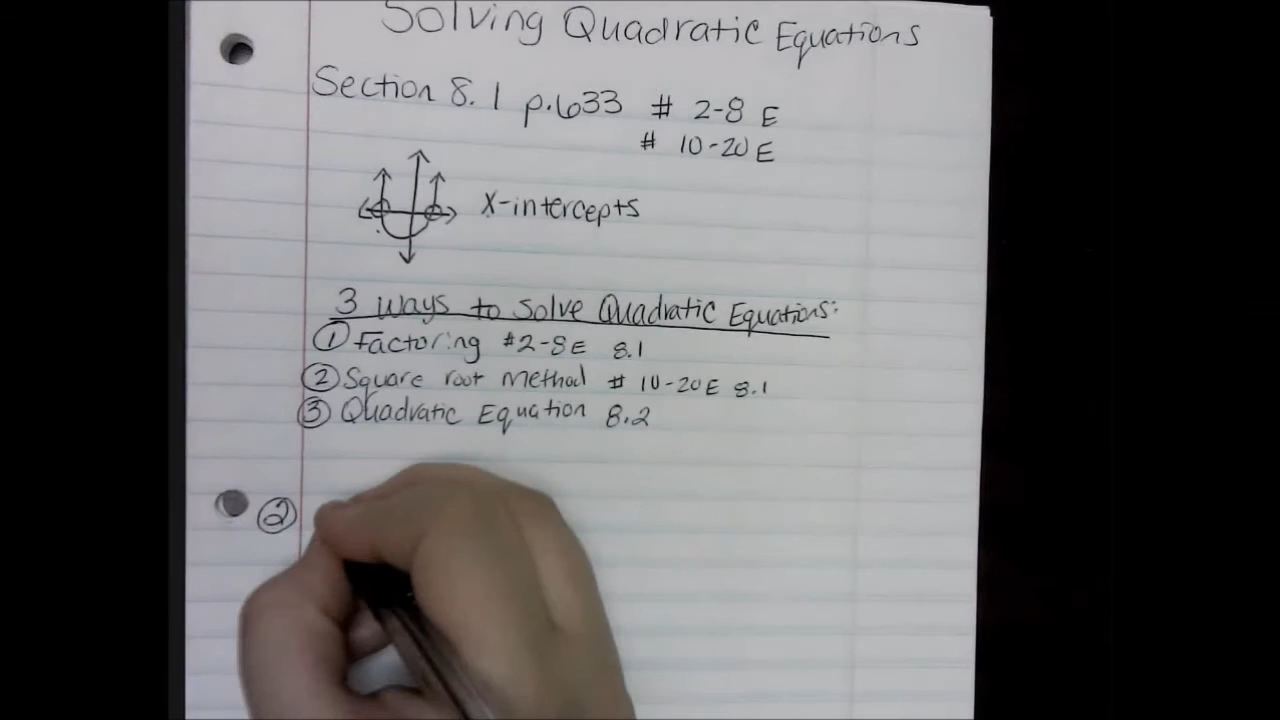 Solving Quadratic Equations
Section 8.1 p.633 # 2-8 E
# 10-20 E
X-intercepts
3 Ways to Solve Quadratic Equations:
① Factoring #2-8E 8.1
② Square root Method # 10-20E 8.1
③ Quadratic Equation 8.2
②